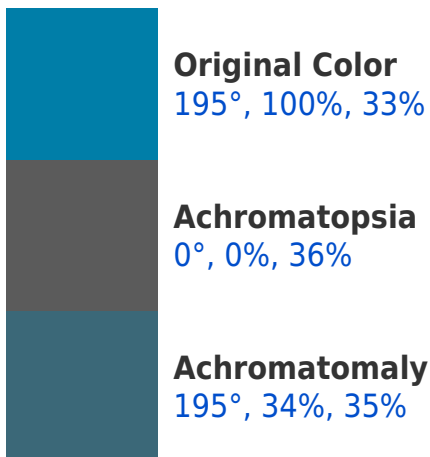 Original Color
195°, 100%, 33%
Achromatopsia
0°, 0%, 36%
Achromatomaly
195°, 34%, 35%